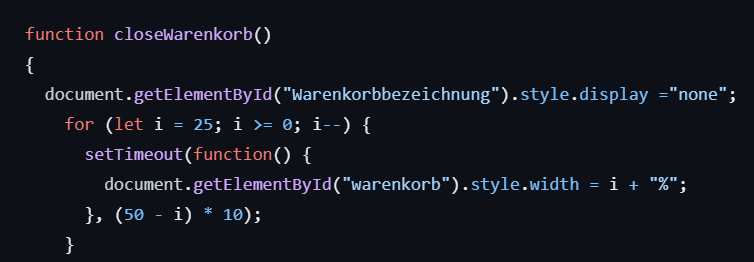 function closeWarenkorb()
{
  document.getElementById("Warenkorbbezeichnung").style.display ="none";
    for (let i = 25; i >= 0; i--) {
      setTimeout(function() {
        document.getElementById("warenkorb").style.width = i + "%";
      }, (50 - i) * 10);
    }